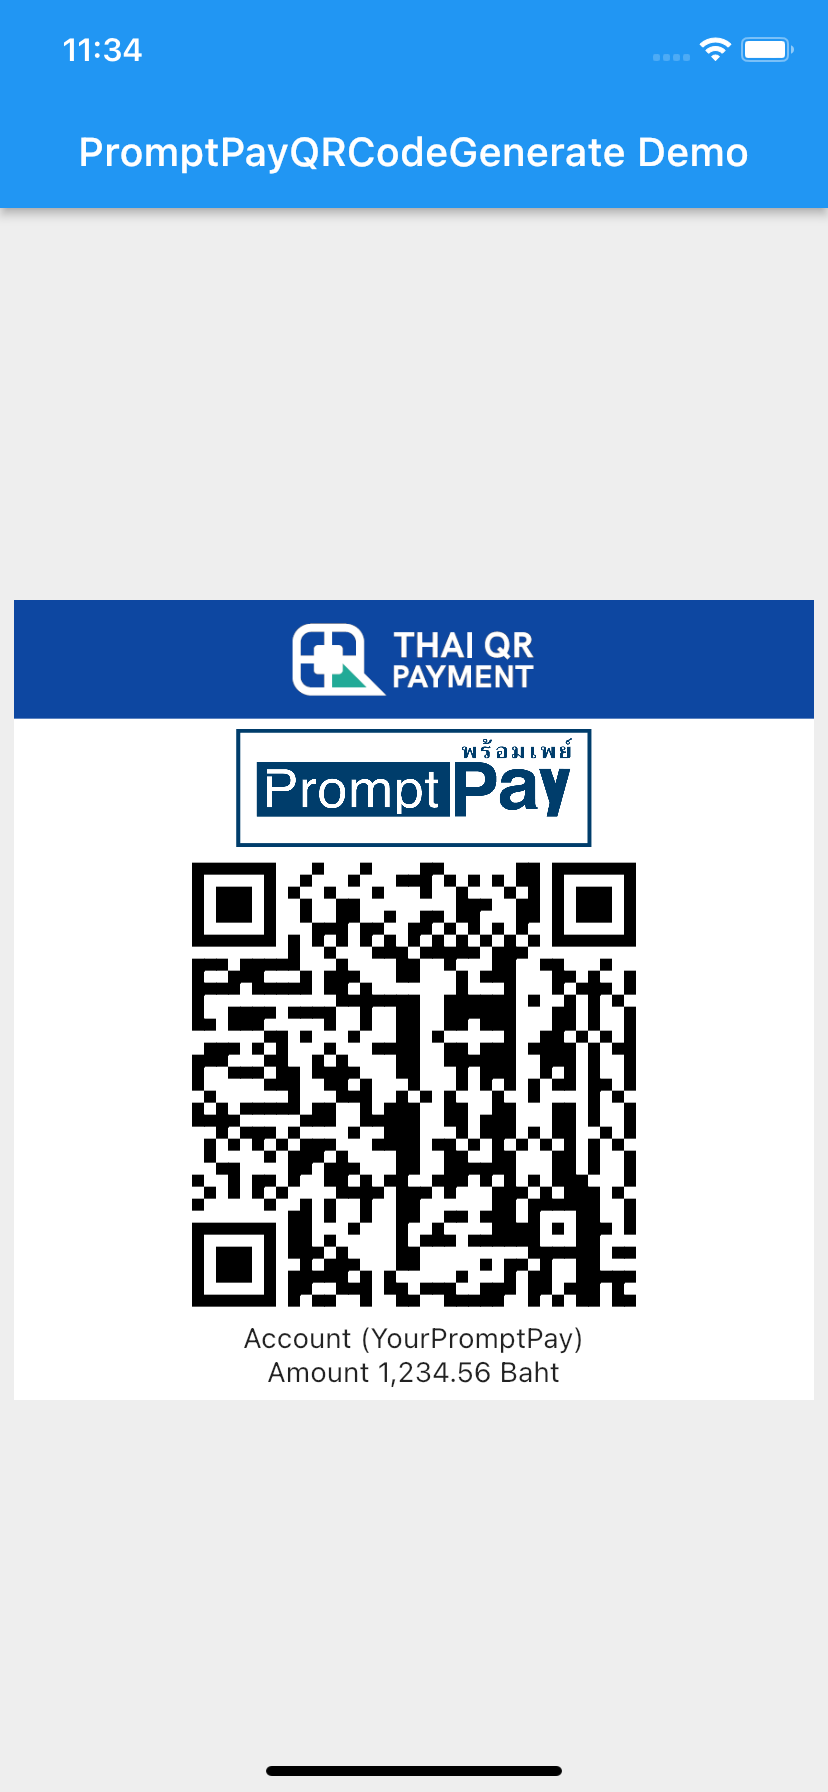 11:34
PromptPayQRCodeGenerate Demo
THAI QR
PAYMENT
พร้อมเพย์
PromptPay
Account (YourPromptPay)
Amount 1,234.56 Baht